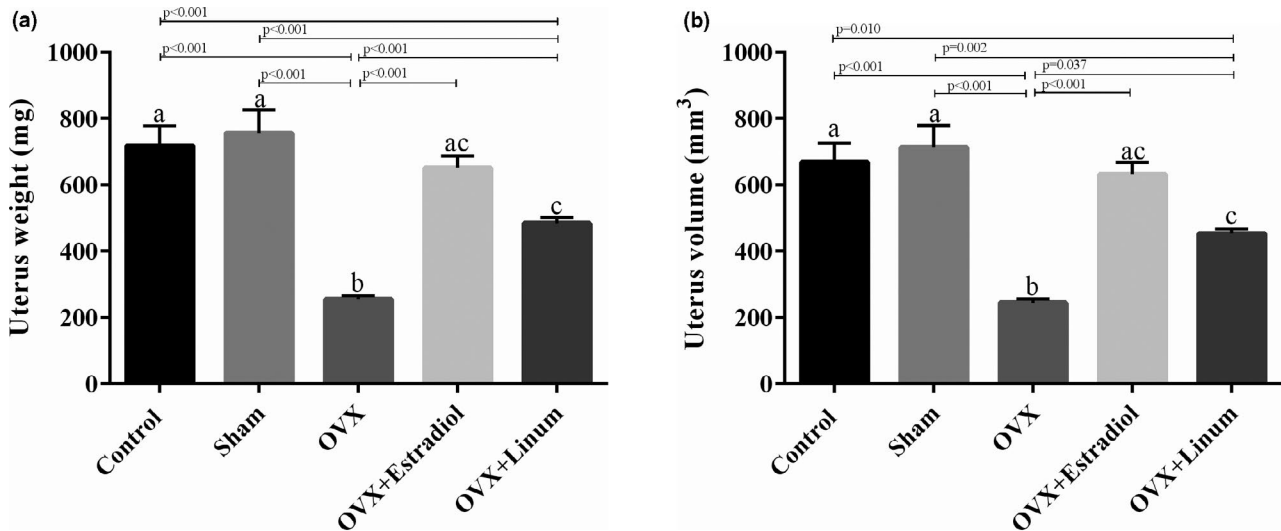 (a)
p<0.001
p<0.001
p<0.001
p<0.001
p<0.001
p<0.001
Uterus weight (mg)
1000
800
600
400
200
0
a
a
b
ac
c
Control
Sham
OVX
OVX+Estradiol
OVX+Linum
(b)
p=0.010
p=0.002
p<0.001
p=0.037
p<0.001
p<0.001
Uterus volume (mm³)
1000
800
600
400
200
0
a
a
b
ac
c
Control
Sham
OVX
OVX+Estradiol
OVX+Linum